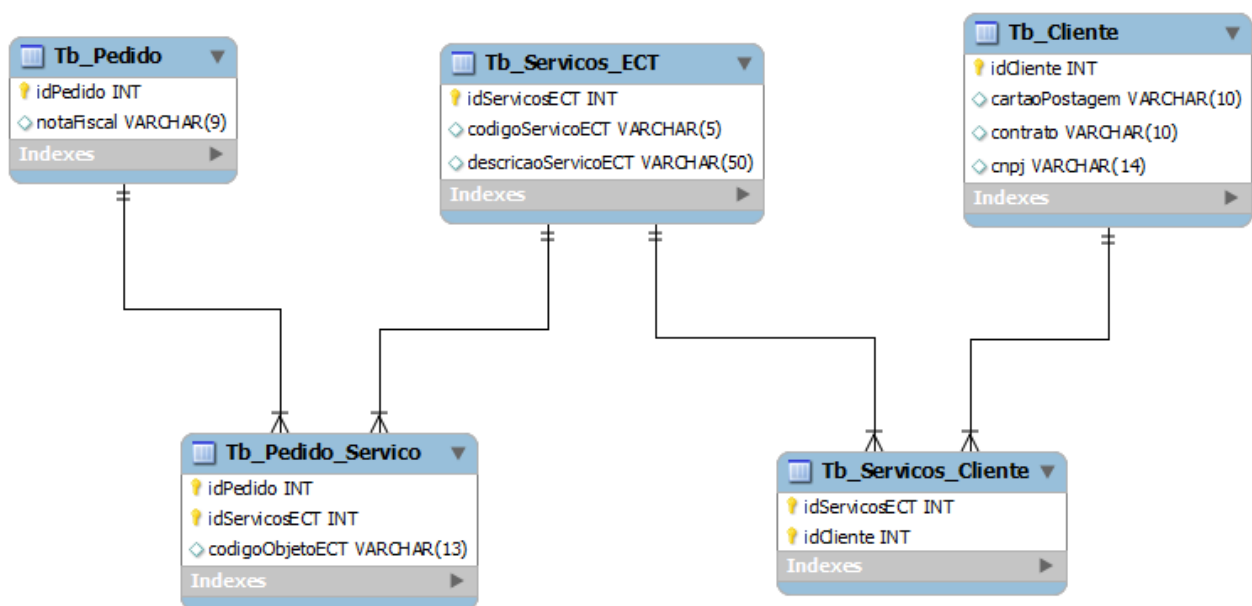 Tb_Pedido
idPedido INT
notaFiscal VARCHAR(9)
Indexes
Tb_Servicos_ECT
idServicosECT INT
codigoServicoECT VARCHAR(5)
descricaoServicoECT VARCHAR(50)
Indexes
Tb_Cliente
idCliente INT
cartaoPostagem VARCHAR(10)
contrato VARCHAR(10)
cnpj VARCHAR(14)
Indexes
Tb_Pedido_Servico
idPedido INT
idServicosECT INT
codigoObjetoECT VARCHAR(13)
Indexes
Tb_Servicos_Cliente
idServicosECT INT
idCliente INT
Indexes